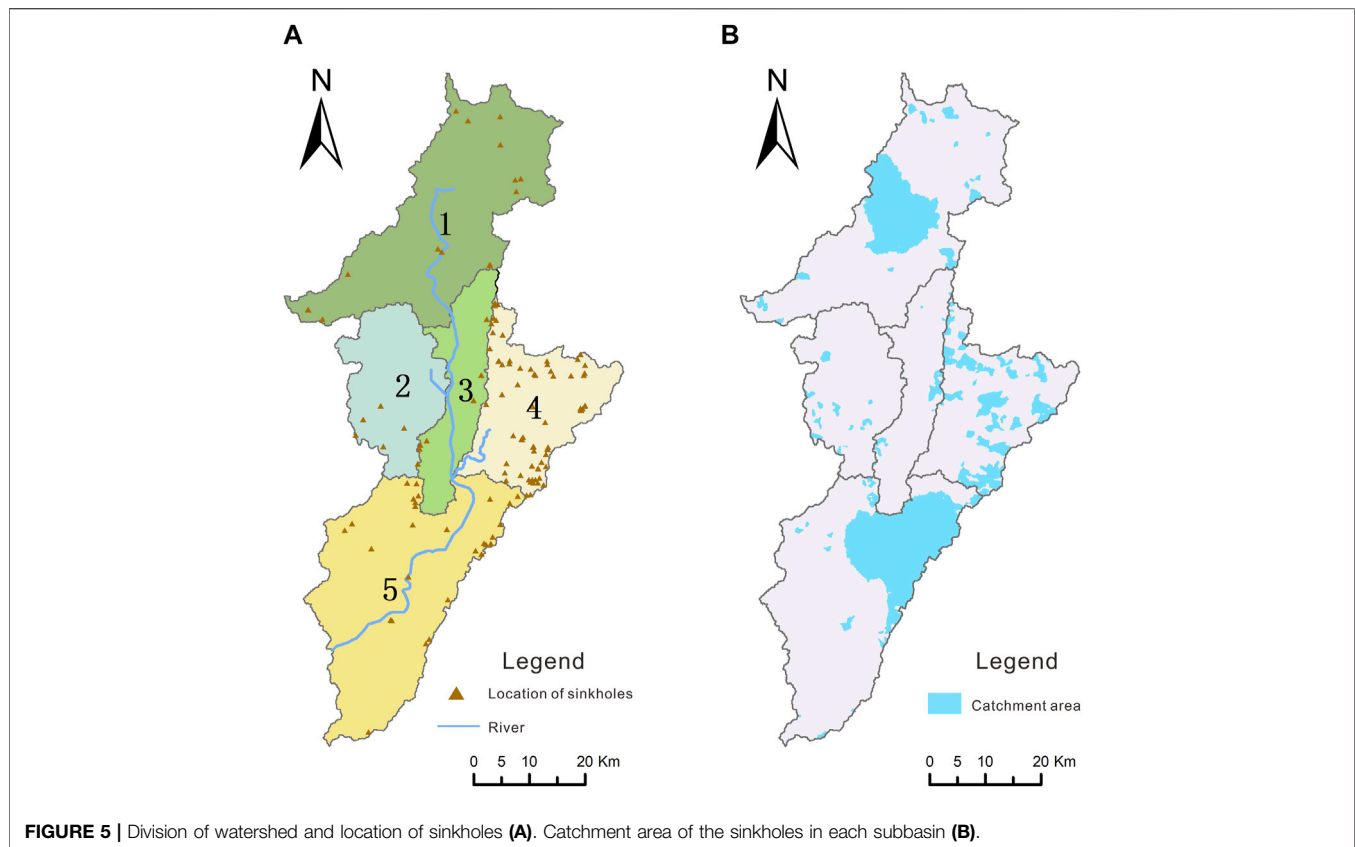 A
B
N
N
1
2
3
4
5
Legend
Location of sinkholes
River
0 5 10 20 Km
Legend
Catchment area
0 5 10 20 Km
FIGURE 5 | Division of watershed and location of sinkholes (A). Catchment area of the sinkholes in each subbasin (B).